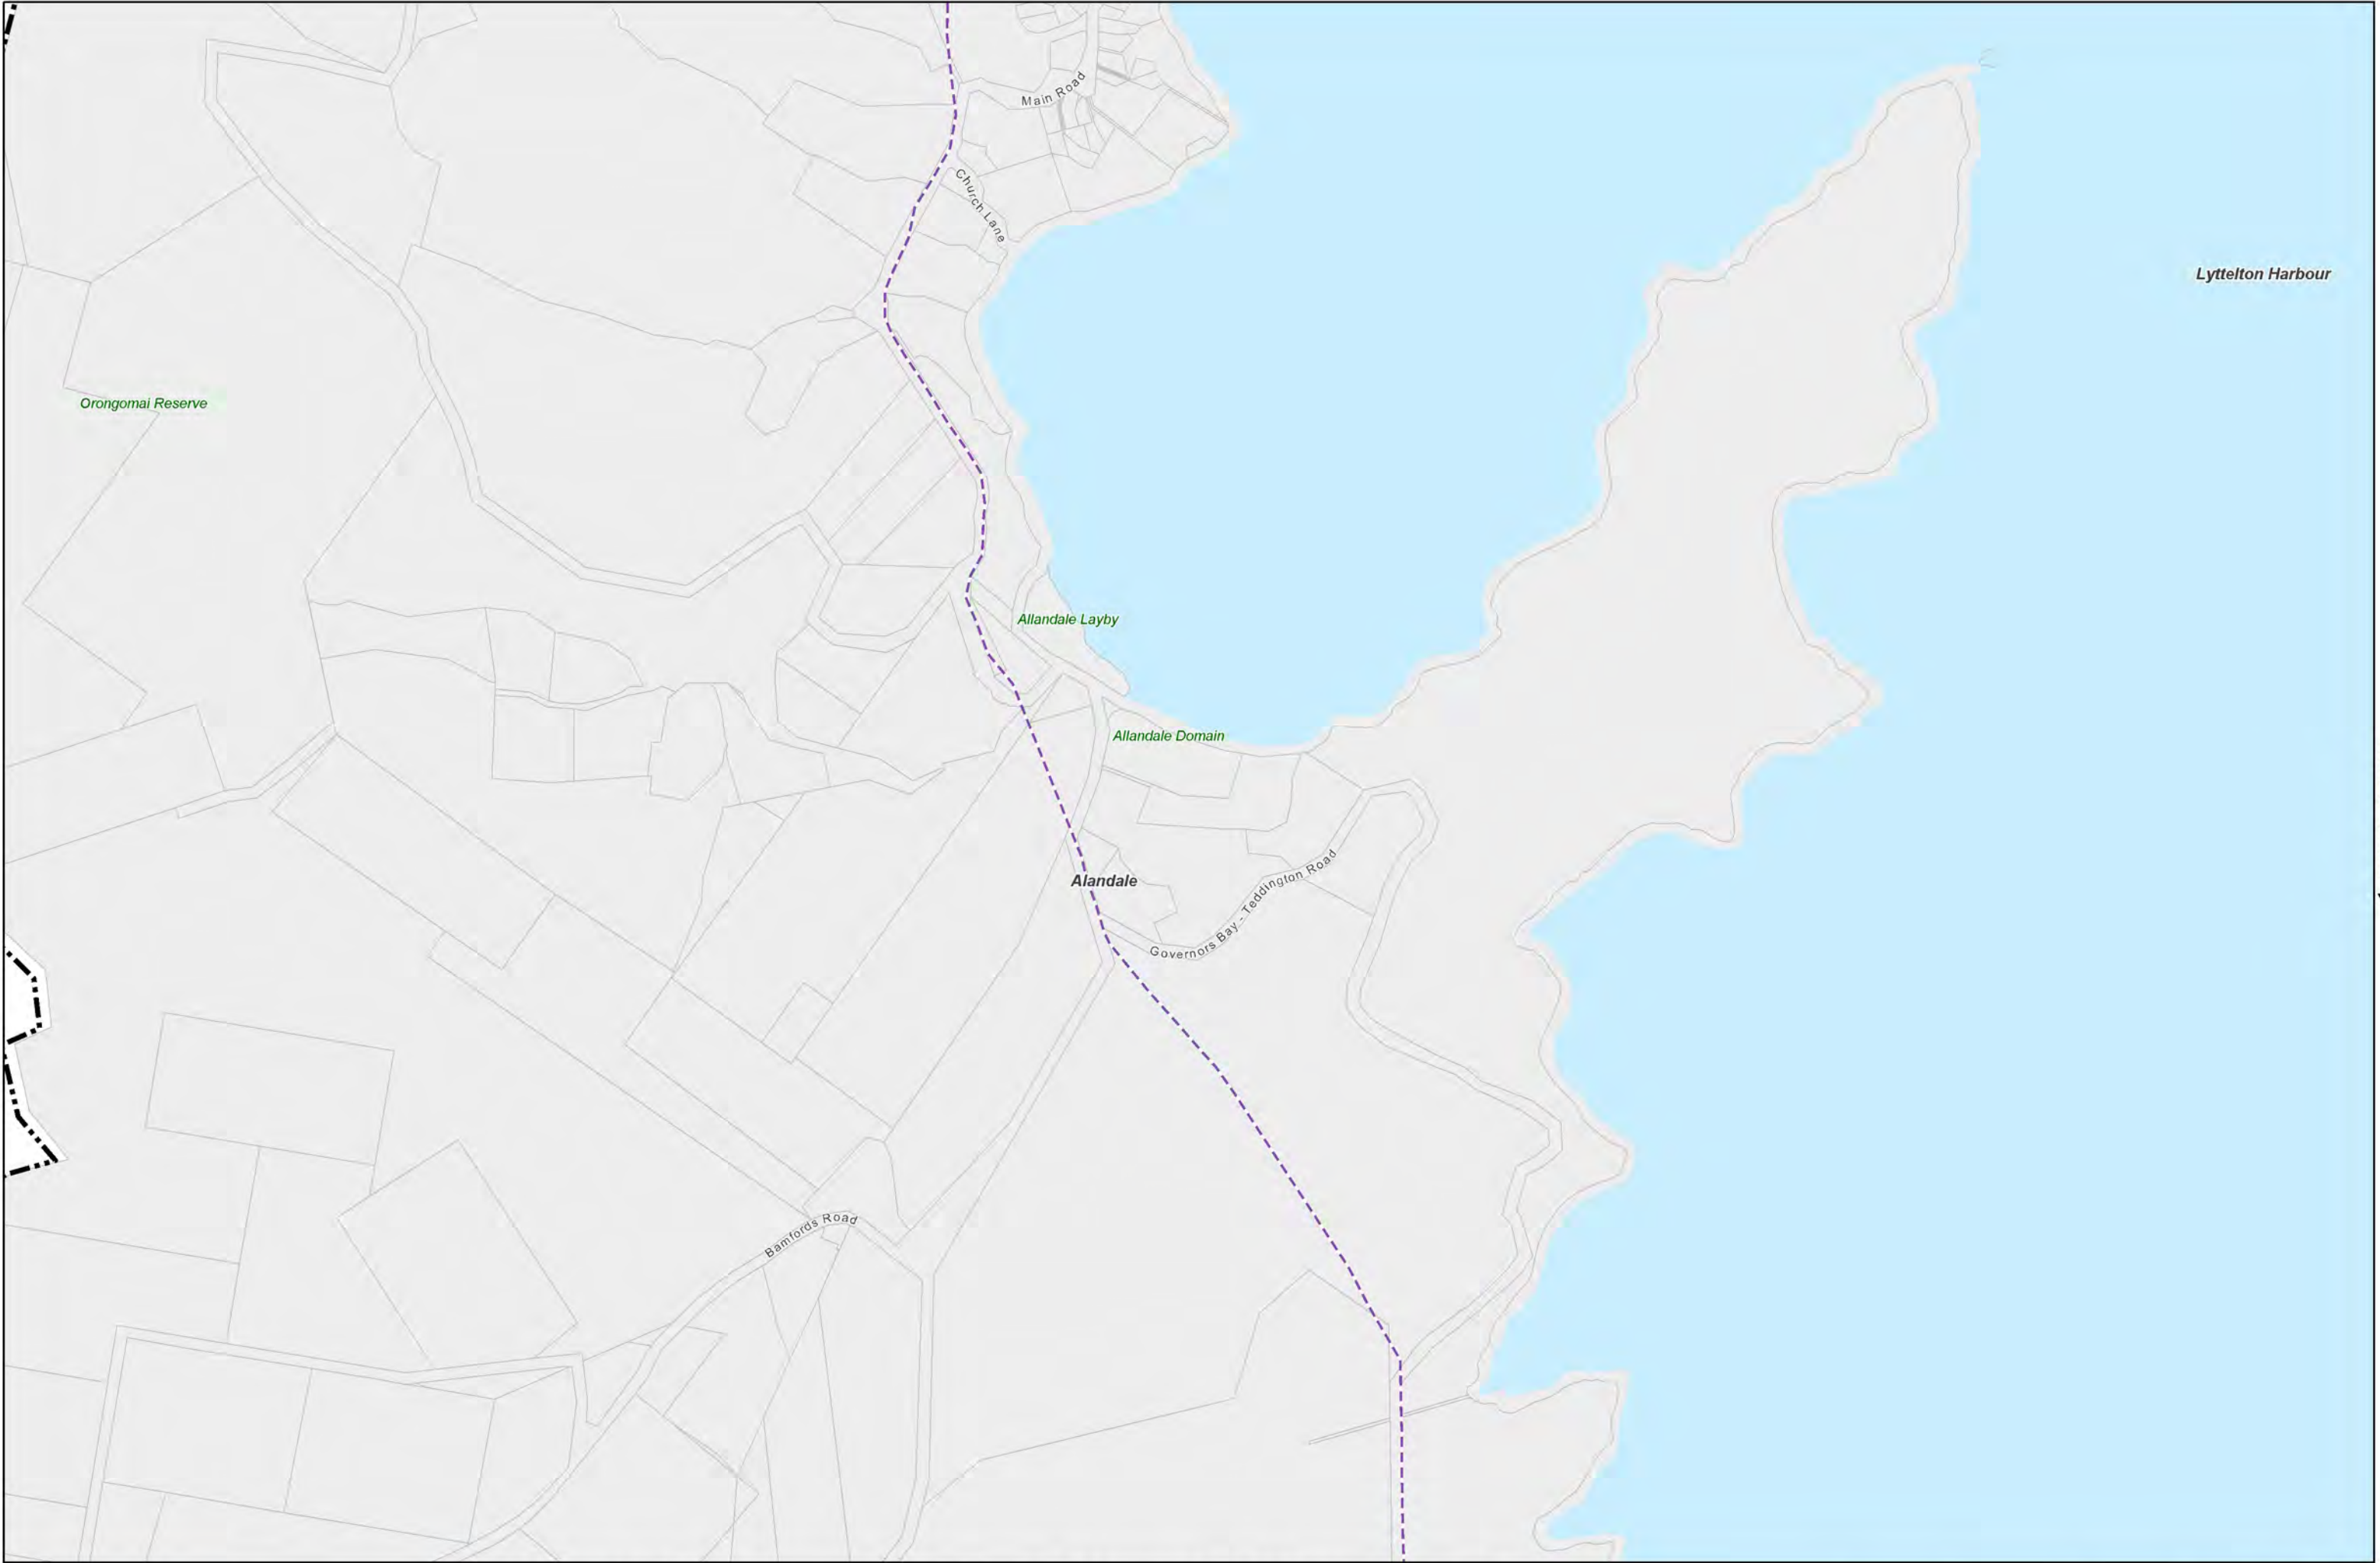 Main Road
Church Lane
Lyttelton Harbour
Orongomai Reserve
Allandale Layby
Allandale Domain
Alandale
Governors Bay - Teddington Road
Bamfords Road